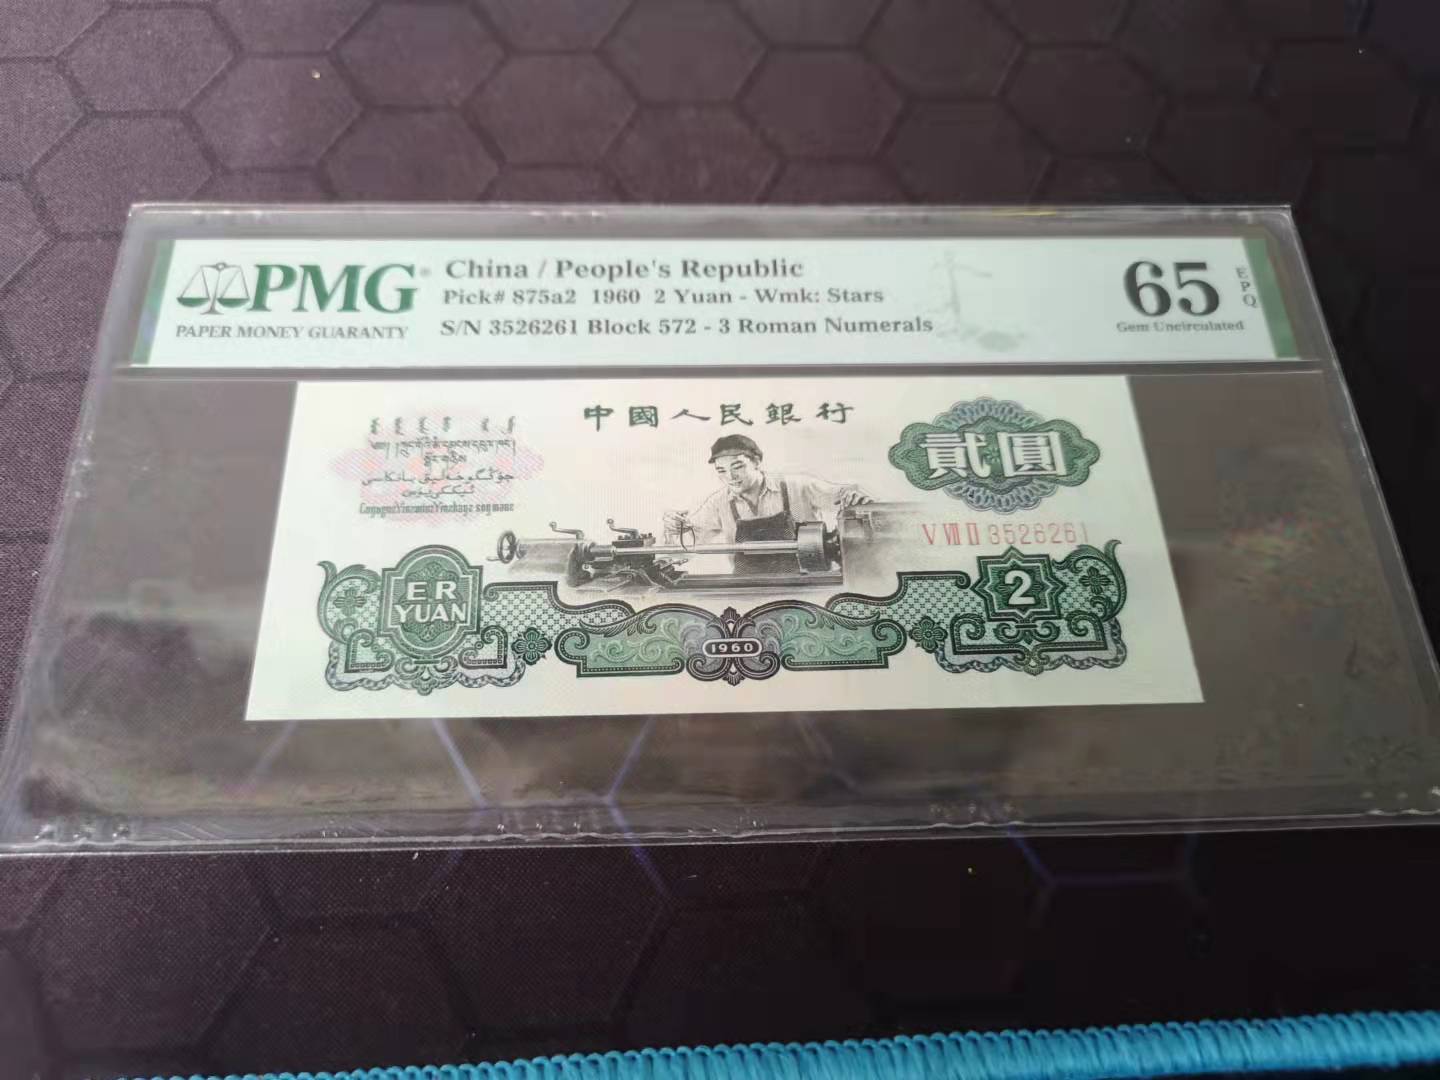 PMG®
PAPER MONEY GUARANTY
China / People's Republic
Pick# 875a2 1960 2 Yuan - Wmk: Stars
S/N 3526261 Block 572 - 3 Roman Numerals
65 EPQ
Gem Uncirculated
中國人民銀行
貳圓
V VIII II 3526261
ER
YUAN
2
1960